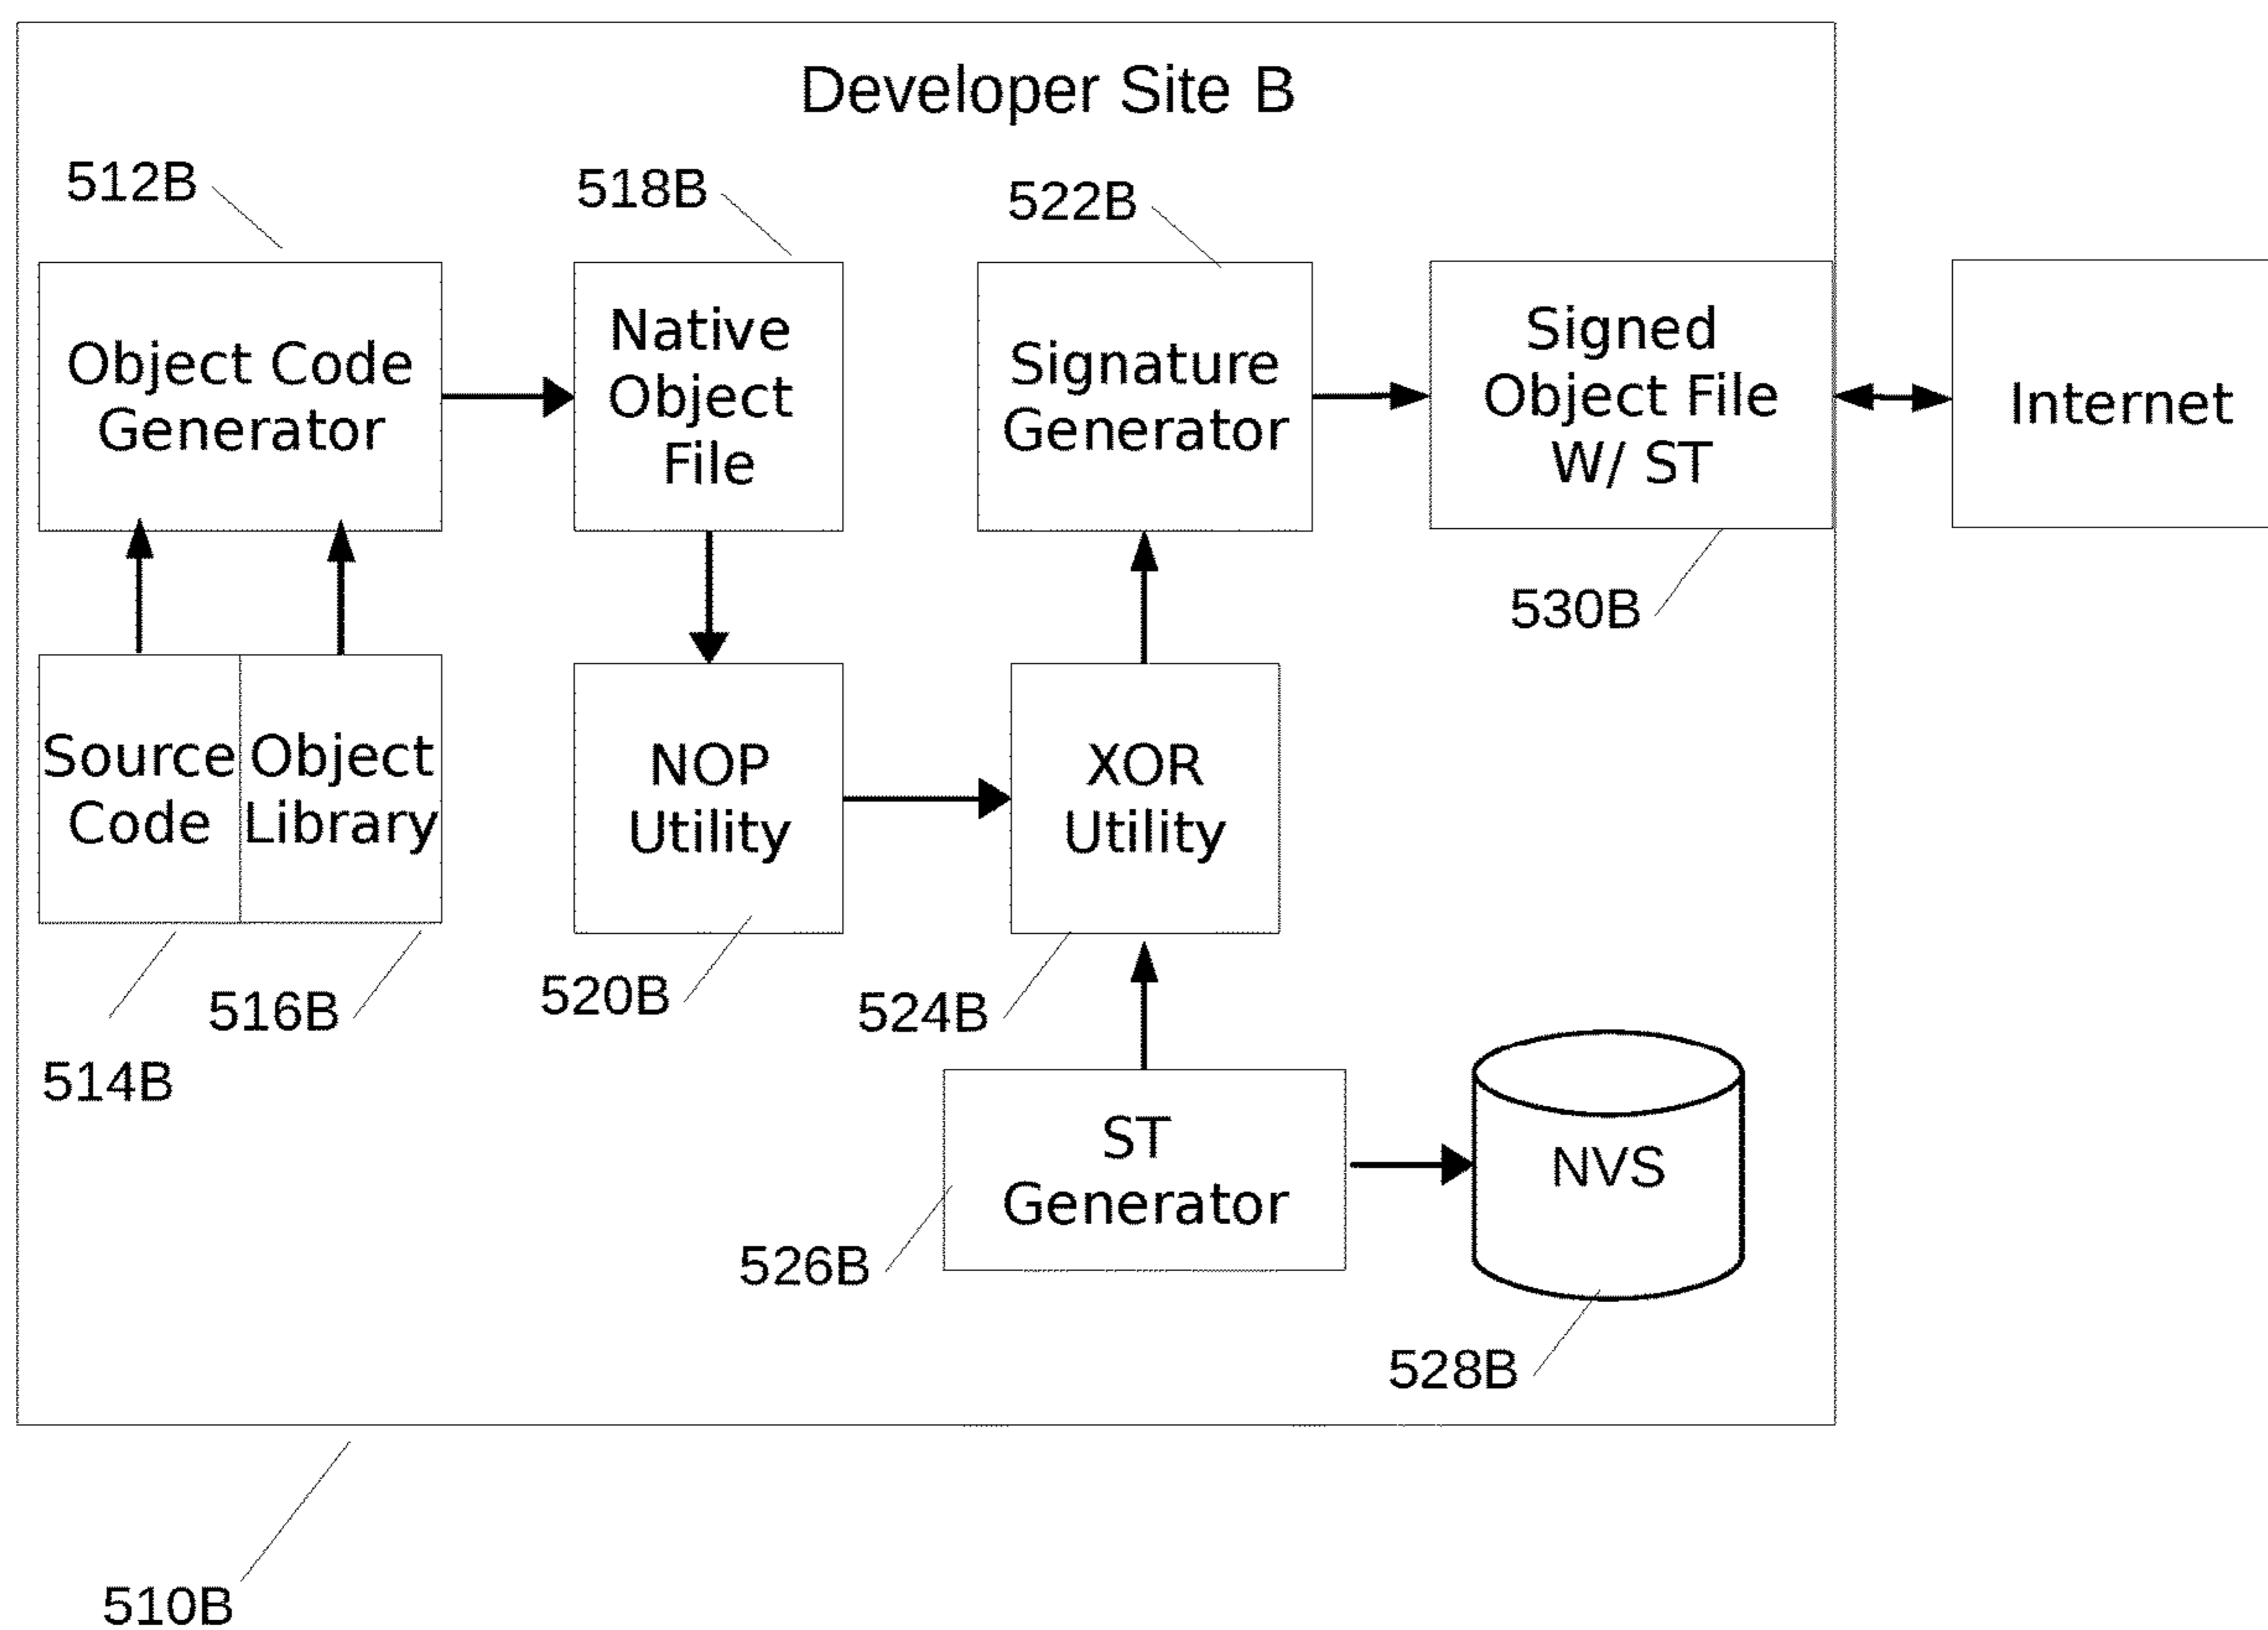 Developer Site B
512B
518B
522B
Object Code
Generator
Native
Object
File
Signature
Generator
Signed
Object File
W/ ST
Internet
530B
Source
Code
Object
Library
NOP
Utility
XOR
Utility
514B
516B
520B
524B
ST
Generator
NVS
526B
528B
510B